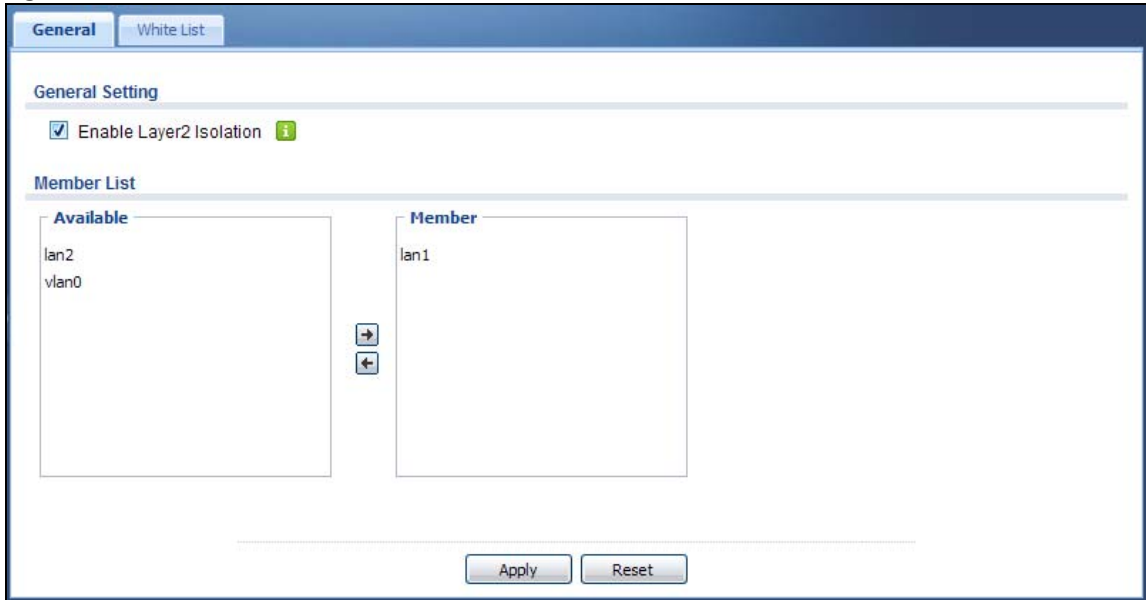 General
White List
General Setting
Enable Layer2 Isolation
Member List
Available
lan2
vlan0
Member
lan1
Apply
Reset